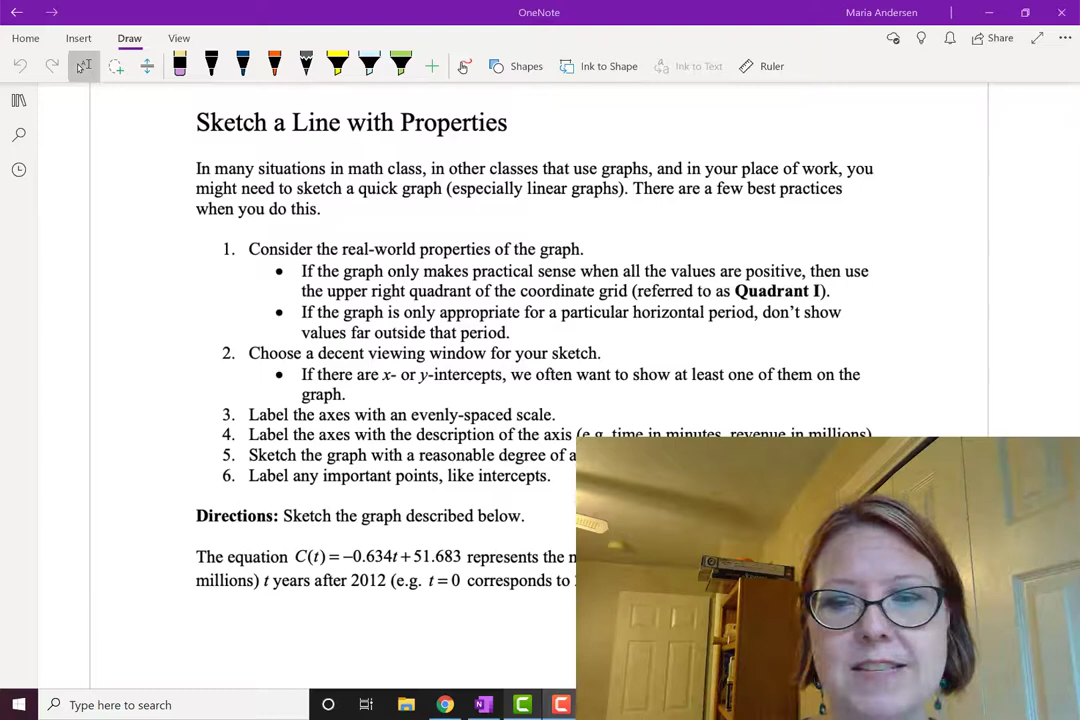 OneNote
Maria Andersen
Home Insert Draw View
Share
Shapes Ink to Shape Ink to Text Ruler
Sketch a Line with Properties
In many situations in math class, in other classes that use graphs, and in your place of work, you
might need to sketch a quick graph (especially linear graphs). There are a few best practices
when you do this.
1. Consider the real-world properties of the graph.
• If the graph only makes practical sense when all the values are positive, then use
the upper right quadrant of the coordinate grid (referred to as Quadrant I).
• If the graph is only appropriate for a particular horizontal period, don't show
values far outside that period.
2. Choose a decent viewing window for your sketch.
• If there are x- or y-intercepts, we often want to show at least one of them on the
graph.
3. Label the axes with an evenly-spaced scale.
4. Label the axes with the description of the axis (e.g. time in minutes, revenue in millions)
5. Sketch the graph with a reasonable degree of
6. Label any important points, like intercepts.
Directions: Sketch the graph described below.
The equation C(t) = −0.634t + 51.683 represents the
millions) t years after 2012 (e.g. t = 0 corresponds to
Type here to search